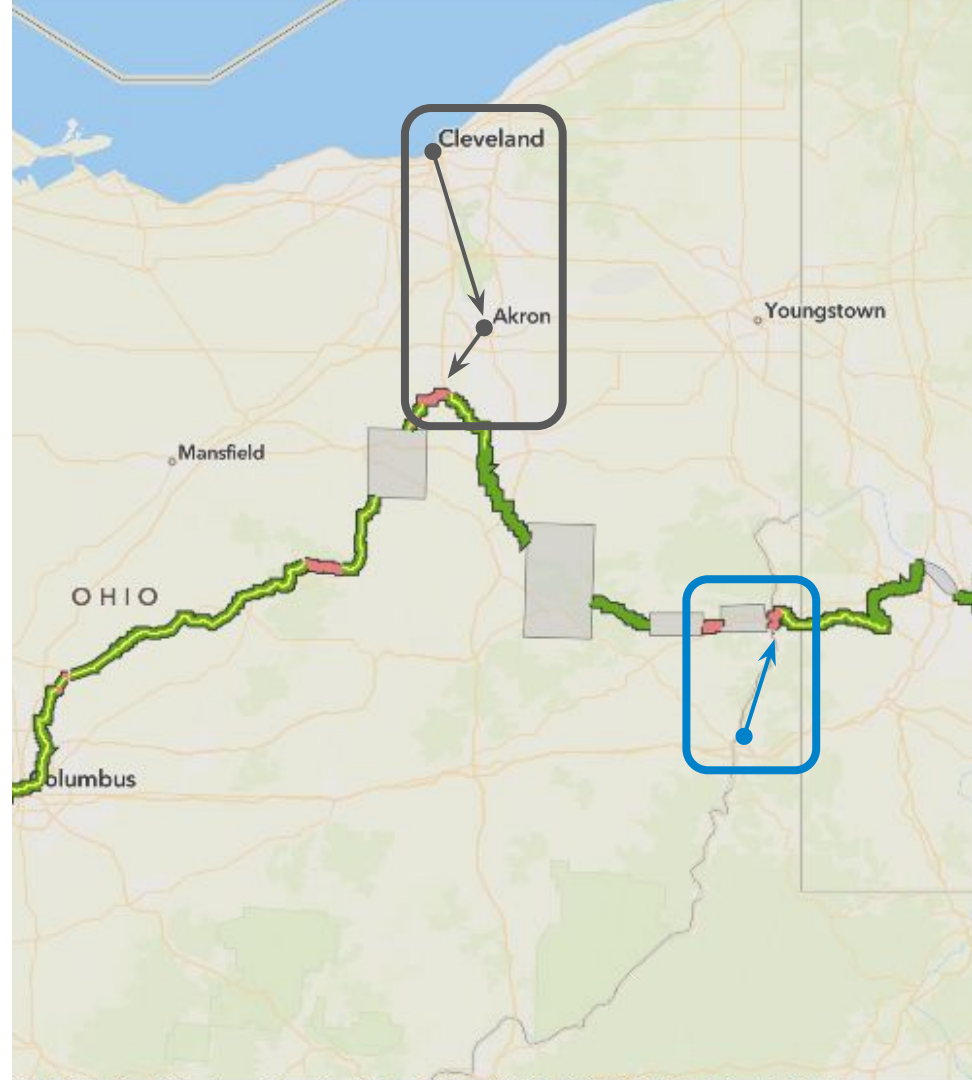 Cleveland
Akron
Youngstown
Mansfield
OHIO
olumbus